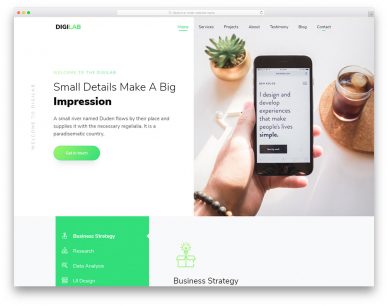 DIGILAB
Home Services Projects About Testimony Blog Contact
WELCOME TO DIGILAB
WELCOME TO THE DIGILAB
Small Details Make A Big
Impression
A small river named Duden flows by their place and
supplies it with the necessary regelialia. It is a
paradisematic country.
Get in touch
I design and
develop
experiences
that make
people's lives
simple.
Business Strategy
Research
Data Analysis
UI Design
Business Strategy